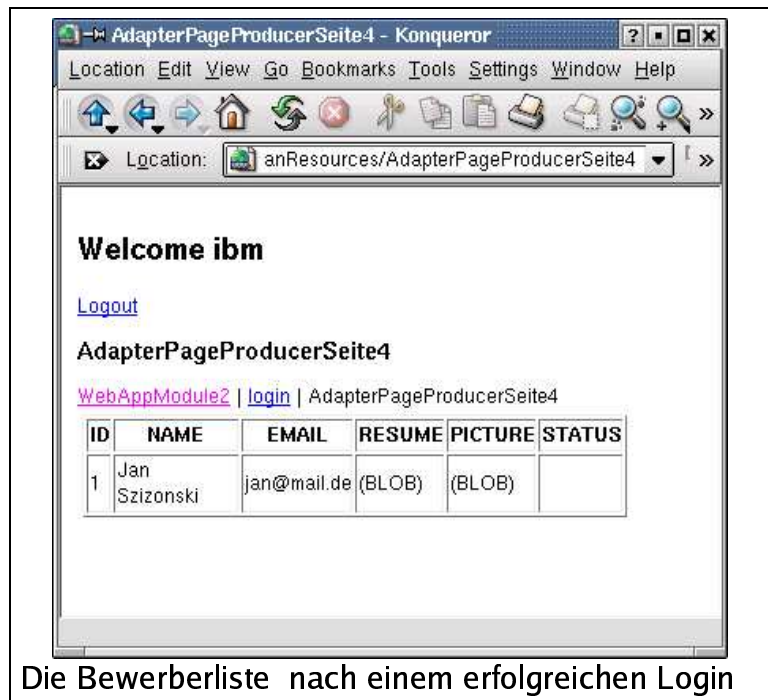 AdapterPageProducerSeite4 - Konqueror
Location Edit View Go Bookmarks Tools Settings Window Help
Location: anResources/AdapterPageProducerSeite4
Welcome ibm
Logout
AdapterPageProducerSeite4
WebAppModule2 | login | AdapterPageProducerSeite4
ID NAME EMAIL RESUME PICTURE STATUS
1 Jan Szizonski jan@mail.de (BLOB) (BLOB)
Die Bewerberliste nach einem erfolgreichen Login